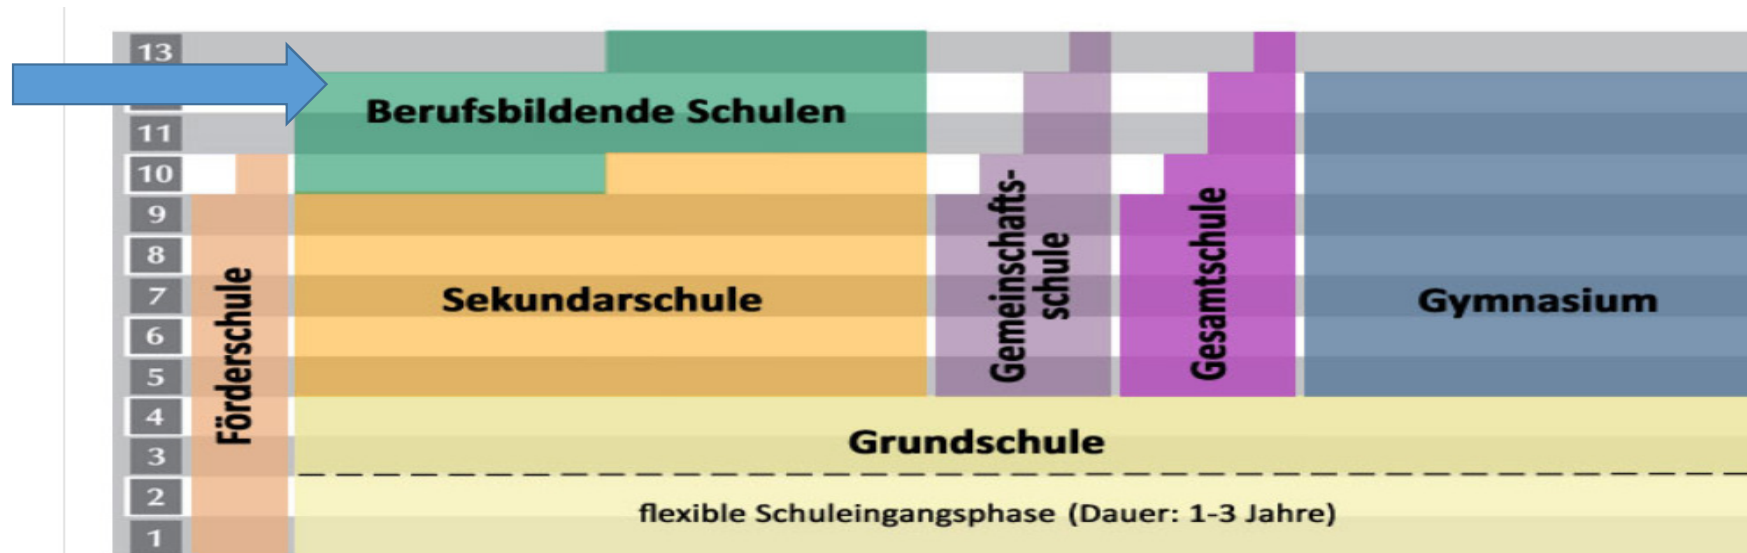 13
11
10
9
8
7
6
5
4
3
2
1
Berufsbildende Schulen
Förderschule
Sekundarschule
Gemeinschafts-
schule
Gesamtschule
Gymnasium
Grundschule
flexible Schuleingangsphase (Dauer: 1-3 Jahre)